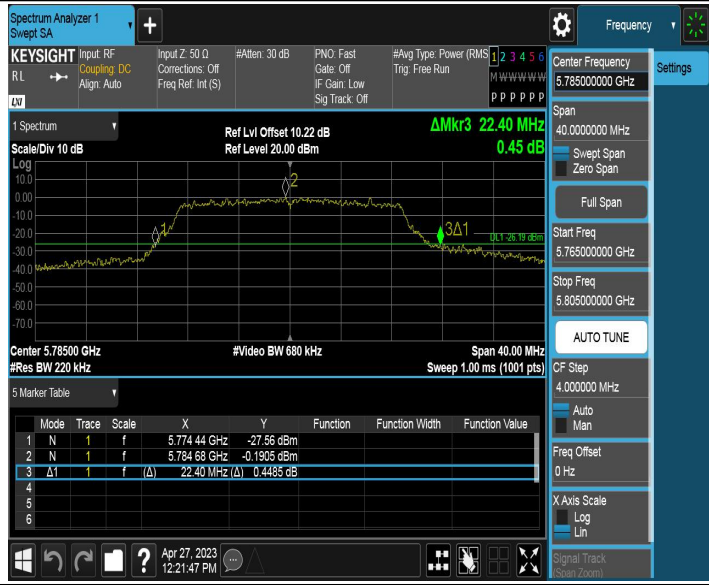 Spectrum Analyzer 1
Swept SA
Frequency
KEYSIGHT
Input: RF
Input Z: 50 Ω
#Atten: 30 dB
PNO: Fast
#Avg Type: Power (RMS
1 2 3 4 5 6
RL
Coupling: DC
Corrections: Off
Gate: Off
Trig: Free Run
M W W W W W
Align: Auto
Freq Ref: Int (S)
IF Gain: Low
Sig Track: Off
P P P P P P
LXI
1 Spectrum
Scale/Div 10 dB
Ref Lvl Offset 10.22 dB
Ref Level 20.00 dBm
ΔMkr3 22.40 MHz
0.45 dB
Log
10.0
0.00
-10.0
-20.0
-30.0
-40.0
-50.0
-60.0
-70.0
1
2
3Δ1
DL1 -26.19 dBm
Center 5.78500 GHz
#Video BW 680 kHz
Span 40.00 MHz
#Res BW 220 kHz
Sweep 1.00 ms (1001 pts)
5 Marker Table
Mode Trace Scale X Y Function Function Width Function Value
1 N 1 f 5.774 44 GHz -27.56 dBm
2 N 1 f 5.784 68 GHz -0.1905 dBm
3 Δ1 1 f (Δ) 22.40 MHz (Δ) 0.4485 dB
4
5
6
Apr 27, 2023
12:21:47 PM
Center Frequency
5.785000000 GHz
Settings
Span
40.0000000 MHz
Swept Span
Zero Span
Full Span
Start Freq
5.765000000 GHz
Stop Freq
5.805000000 GHz
AUTO TUNE
CF Step
4.000000 MHz
Auto
Man
Freq Offset
0 Hz
X Axis Scale
Log
Lin
Signal Track
(Span Zoom)